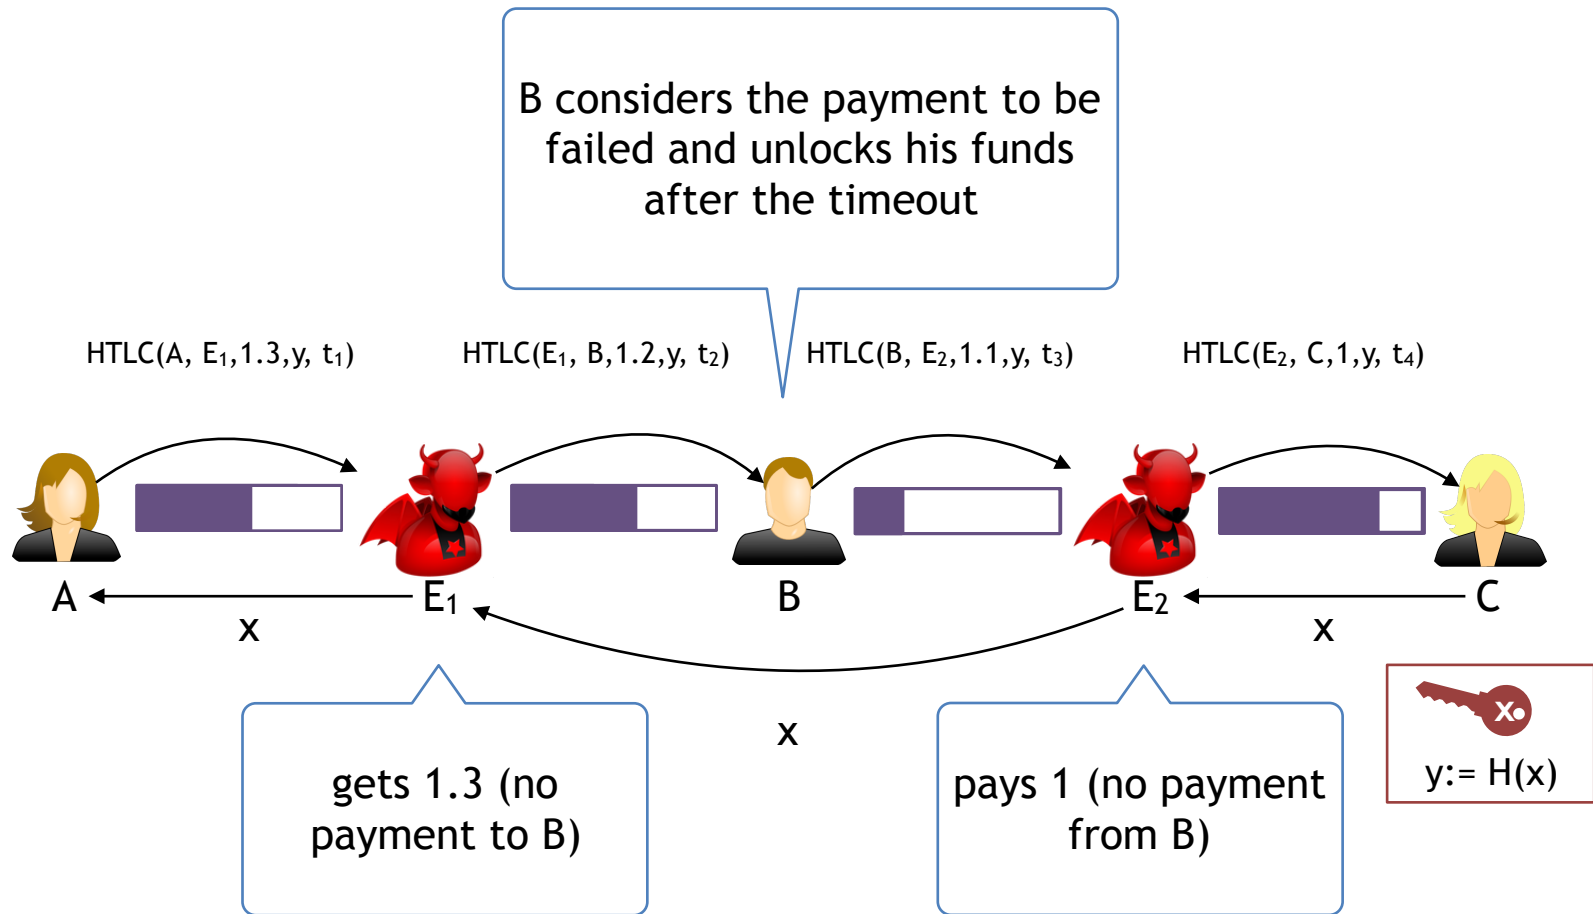 B considers the payment to be
failed and unlocks his funds
after the timeout
HTLC(A, E₁,1.3,y, t₁)
HTLC(E₁, B,1.2,y, t₂)
HTLC(B, E₂,1.1,y, t₃)
HTLC(E₂, C,1,y, t₄)
A
E₁
B
E₂
C
x
x
x
gets 1.3 (no
payment to B)
pays 1 (no payment
from B)
x
y:= H(x)